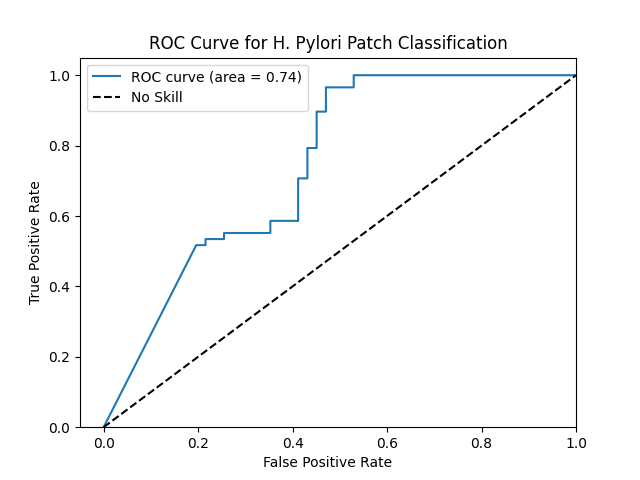 ROC Curve for H. Pylori Patch Classification
ROC curve (area = 0.74)
No Skill
True Positive Rate
1.0
0.8
0.6
0.4
0.2
0.0
0.0 0.2 0.4 0.6 0.8 1.0
False Positive Rate